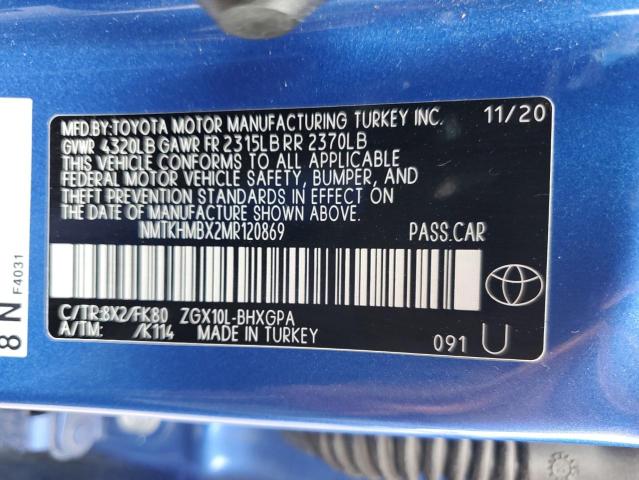 MFD.BY:TOYOTA MOTOR MANUFACTURING TURKEY INC. 11/20
GVWR 4320LB GAWR FR 2315LB RR 2370LB
THIS VEHICLE CONFORMS TO ALL APPLICABLE
FEDERAL MOTOR VEHICLE SAFETY, BUMPER, AND
THEFT PREVENTION STANDARDS IN EFFECT ON
THE DATE OF MANUFACTURE SHOWN ABOVE.
NMTKHMBX2MR120869 PASS.CAR
C/TR:8X2/FK80 ZGX10L-BHXGPA
A/TM: /K114 MADE IN TURKEY
091 U
8 N
F4031